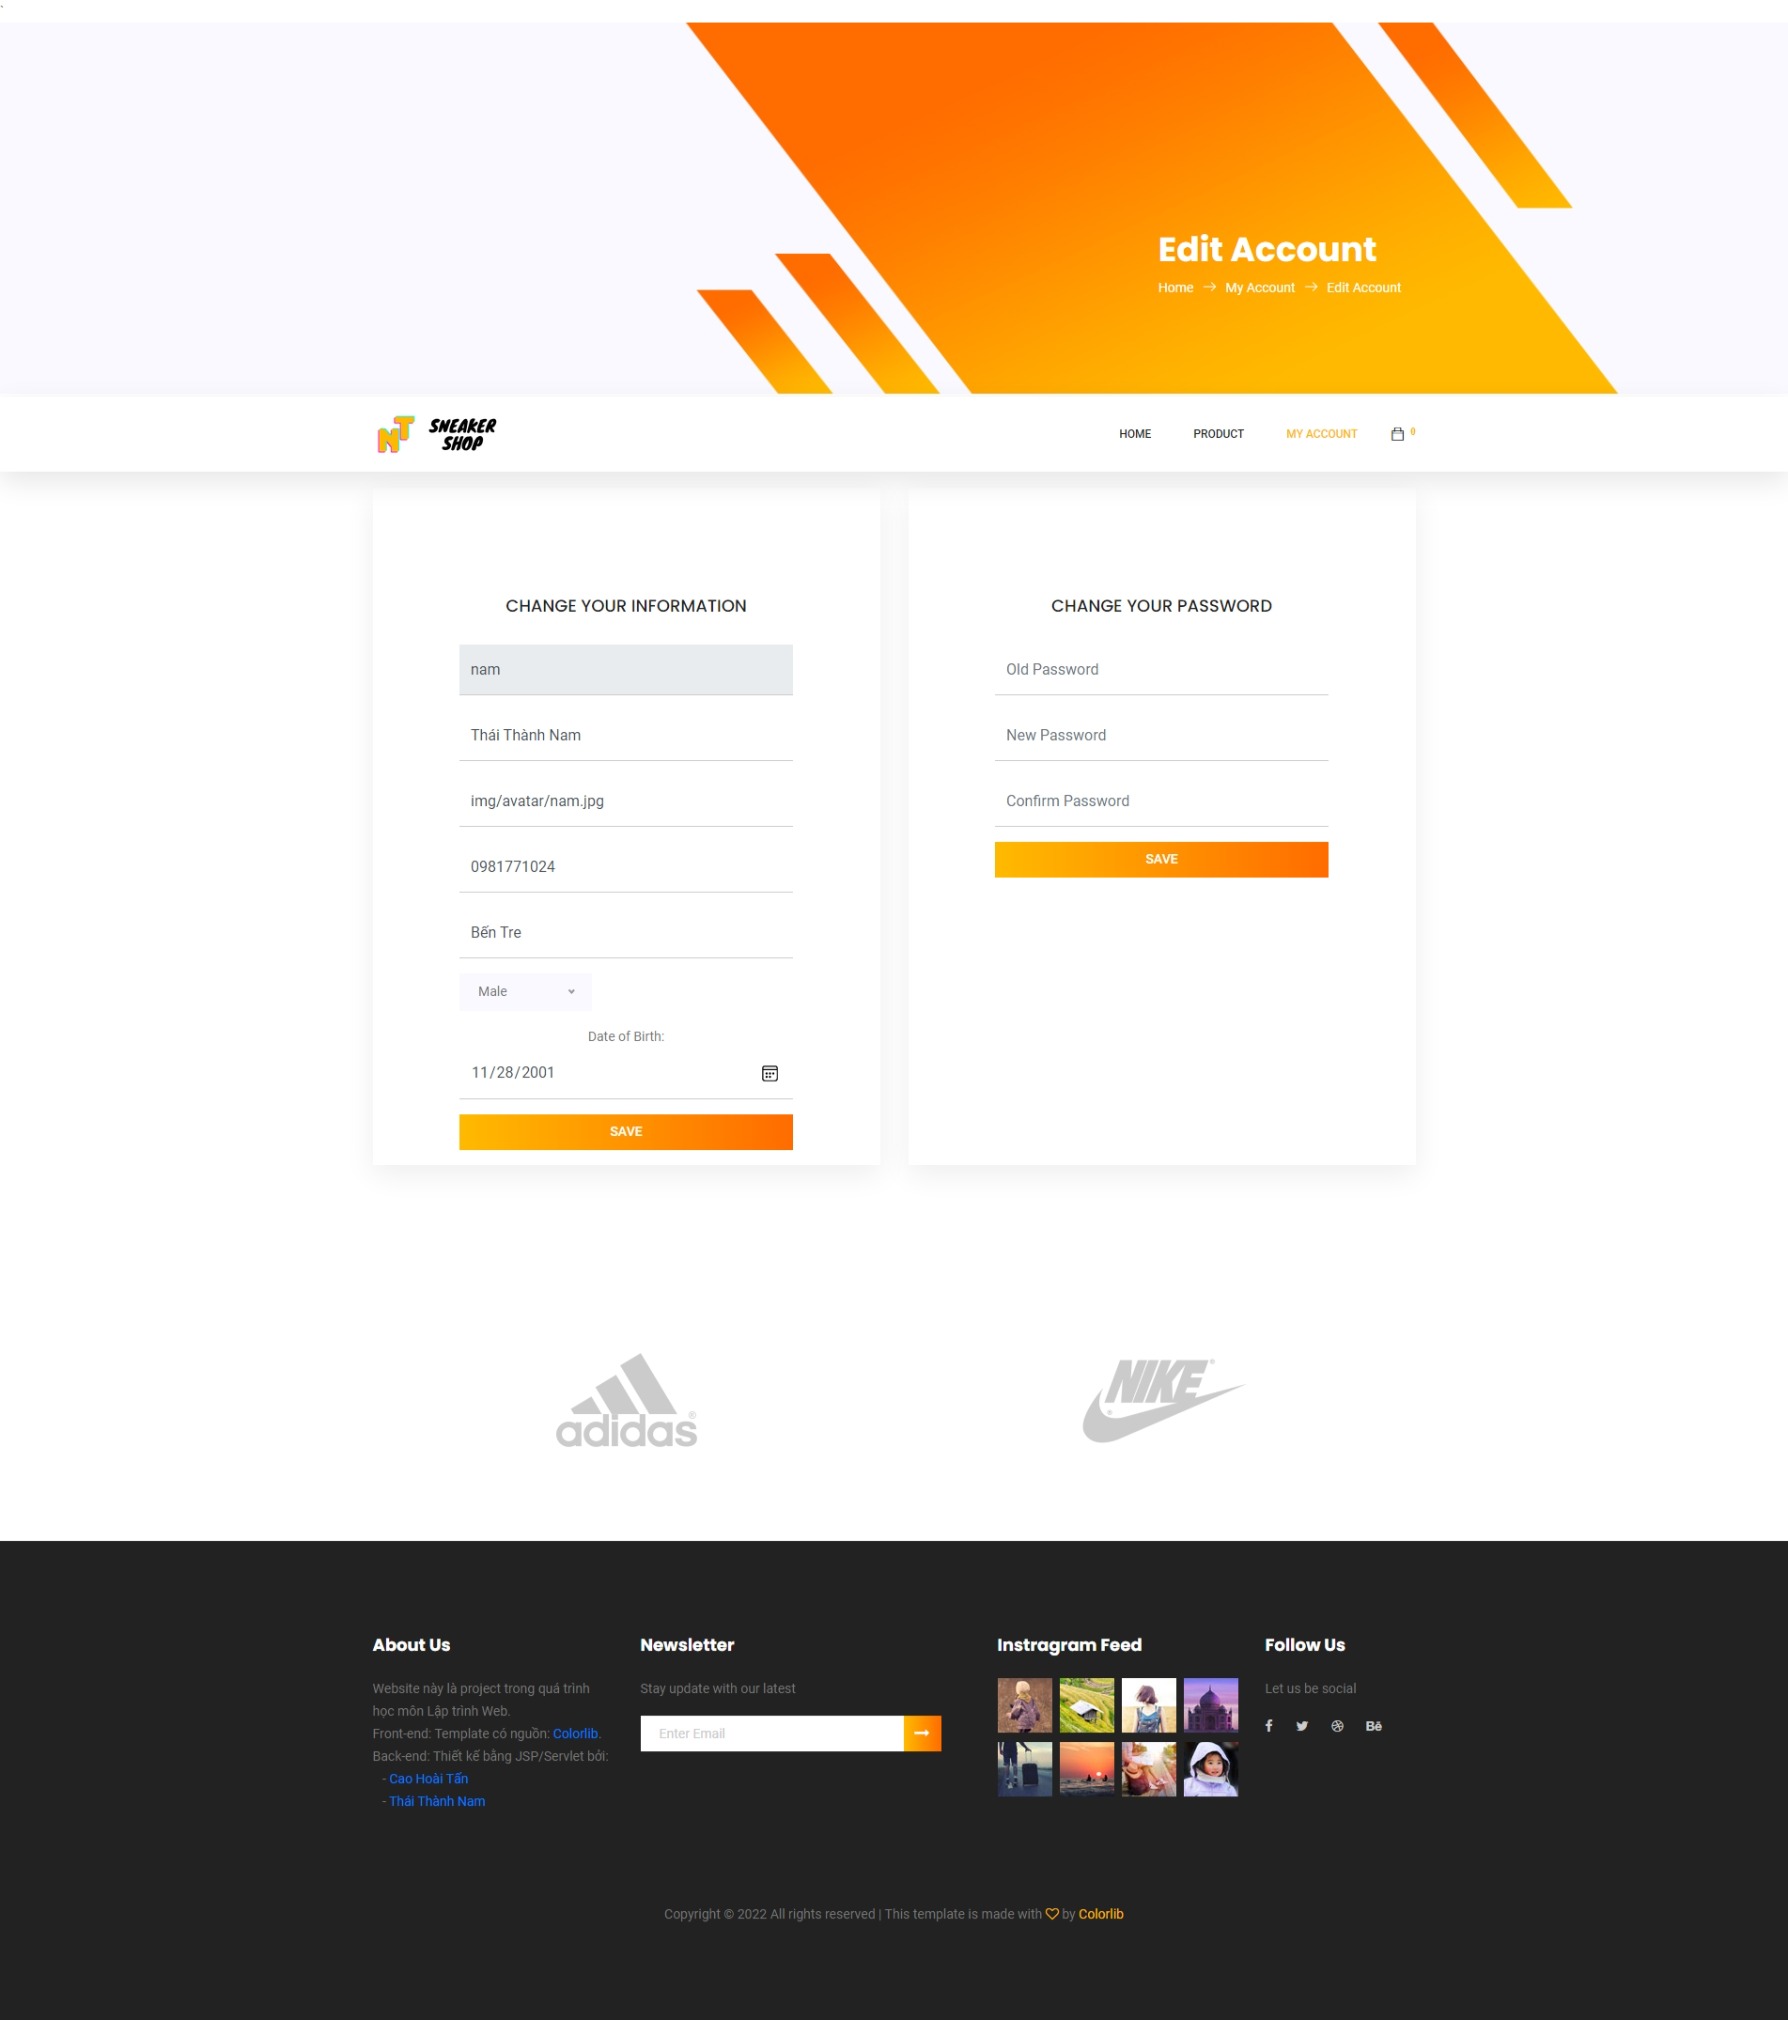 `
Edit Account
Home → My Account → Edit Account
NT SNEAKER SHOP
HOME PRODUCT MY ACCOUNT 0
CHANGE YOUR INFORMATION
nam
Thái Thành Nam
img/avatar/nam.jpg
0981771024
Bến Tre
Male
Date of Birth:
11/28/2001
SAVE
CHANGE YOUR PASSWORD
Old Password
New Password
Confirm Password
SAVE
adidas®
NIKE®
About Us
Website này là project trong quá trình
học môn Lập trình Web.
Front-end: Template có nguồn: Colorlib.
Back-end: Thiết kế bằng JSP/Servlet bởi:
- Cao Hoài Tấn
- Thái Thành Nam
Newsletter
Stay update with our latest
Enter Email
Instragram Feed
Follow Us
Let us be social
Bē
Copyright © 2022 All rights reserved | This template is made with ♡ by Colorlib